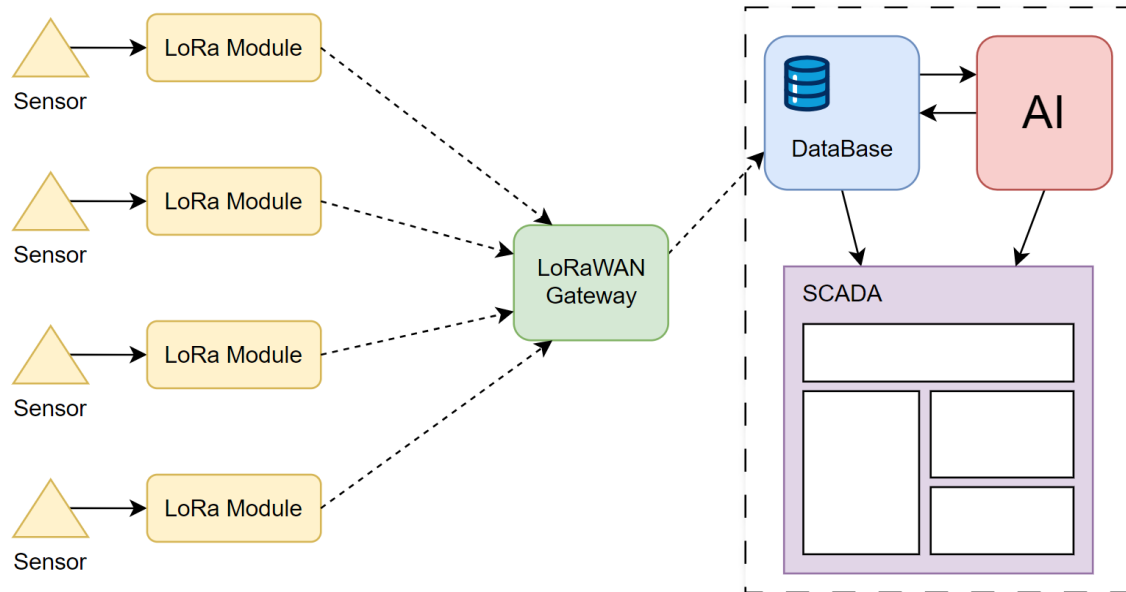 LoRa Module
Sensor
LoRa Module
Sensor
LoRa Module
Sensor
LoRa Module
Sensor
LoRaWAN
Gateway
DataBase
AI
SCADA